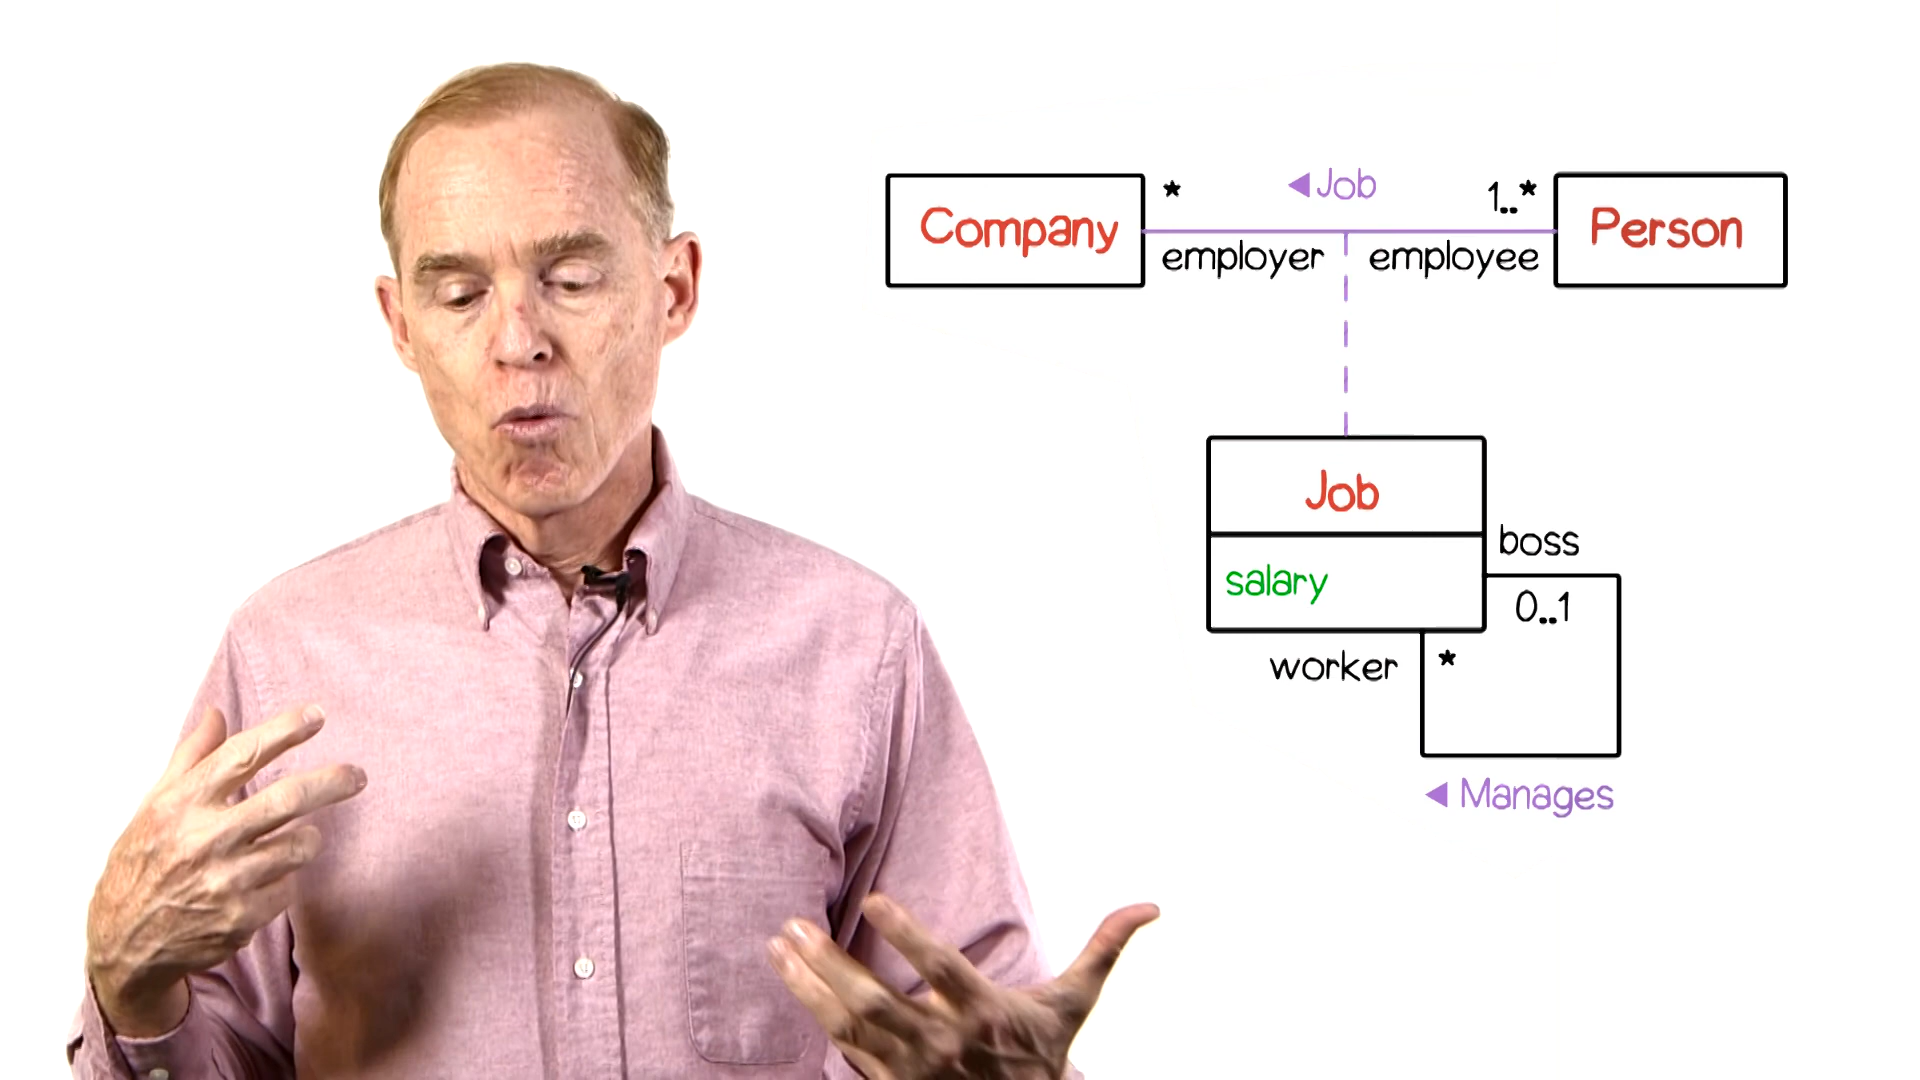 * ◀Job 1..*
Company Person
employer employee
Job
boss
salary
0..1
worker *
◀ Manages